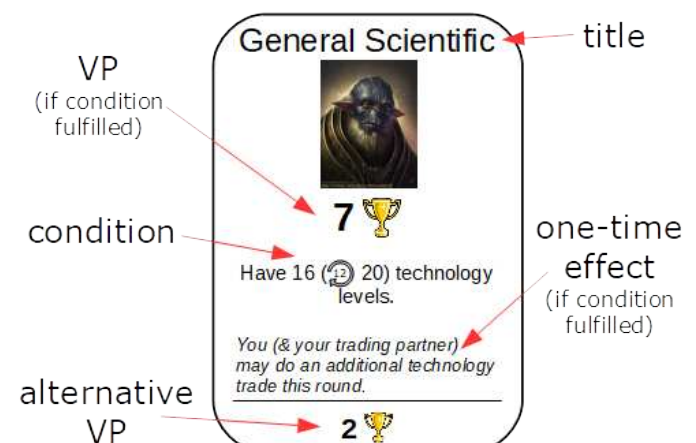 General Scientific
title
VP
(if condition
fulfilled)
7
condition
Have 16 (12 20) technology
levels.
one-time
effect
(if condition
fulfilled)
You (& your trading partner)
may do an additional technology
trade this round.
alternative
VP
2